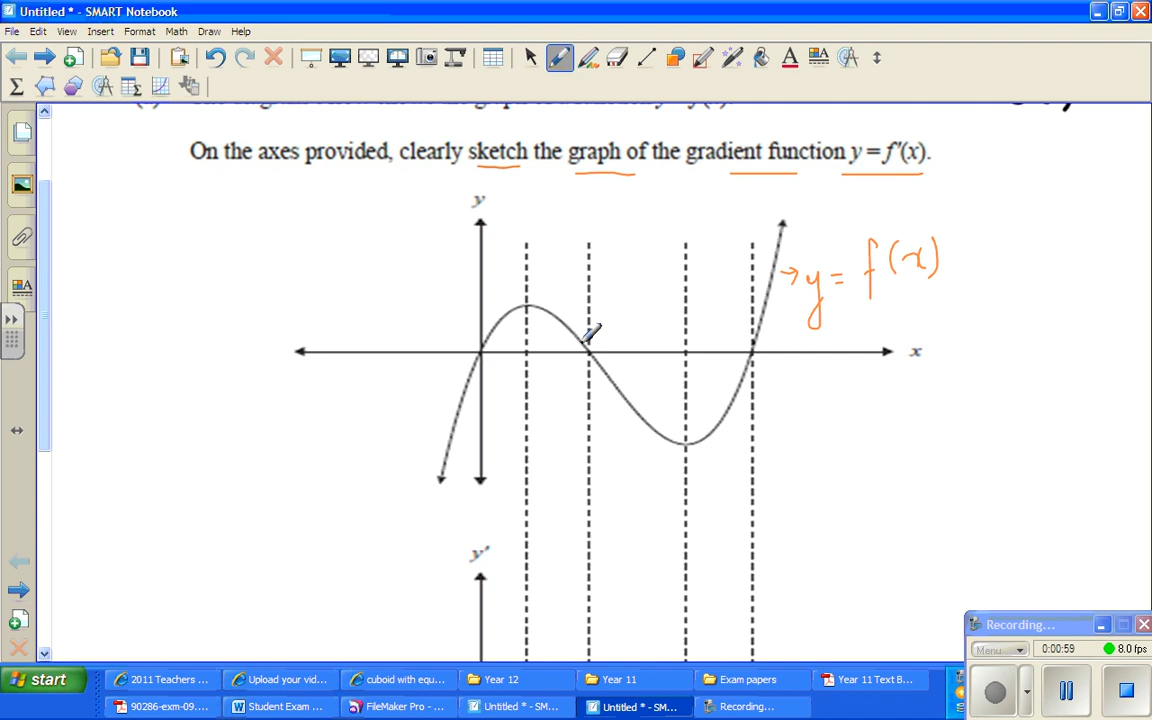 Untitled * - SMART Notebook
File Edit View Insert Format Math Draw Help
On the axes provided, clearly sketch the graph of the gradient function y = f'(x).
y
→ y = f(x)
x
y'
Recording...
Menu 0:00:59 8.0 fps
start 2011 Teachers ... Upload your vid... cuboid with equ... Year 12 Year 11 Exam papers Year 11 Text B...
90286-exm-09.... Student Exam ... FileMaker Pro - ... Untitled * - SM... Untitled * - SM... Recording...